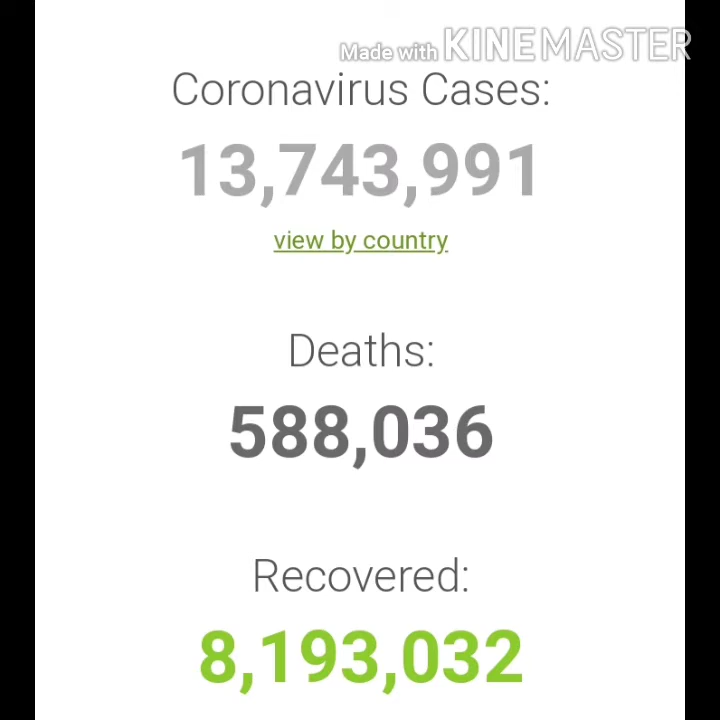 Made with KINEMASTER
Coronavirus Cases:
13,743,991
view by country
Deaths:
588,036
Recovered:
8,193,032